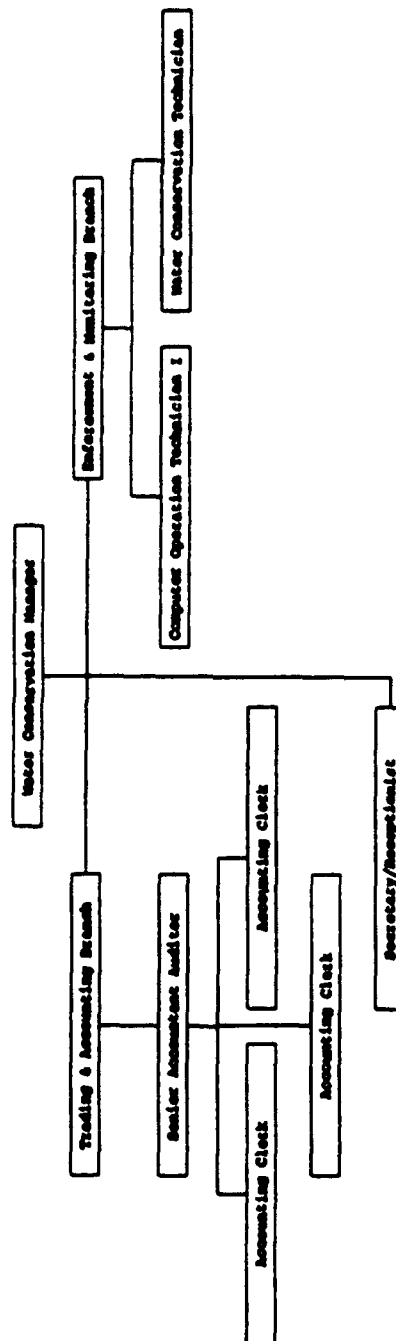 Water Conservation Manager
Trading & Accounting Branch
Enforcement & Monitoring Branch
Senior Accountant Auditor
Computer Operation Technician I
Water Conservation Technician
Accounting Clerk
Accounting Clerk
Accounting Clerk
Secretary/Receptionist